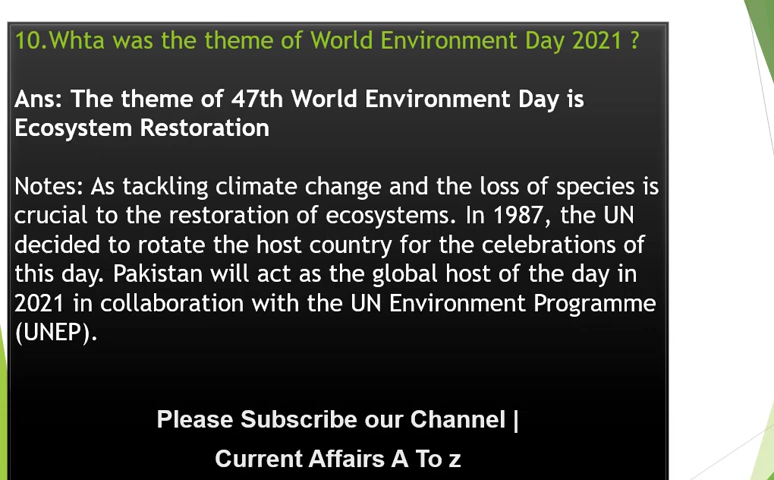 10.Whta was the theme of World Environment Day 2021 ?
Ans: The theme of 47th World Environment Day is
Ecosystem Restoration
Notes: As tackling climate change and the loss of species is
crucial to the restoration of ecosystems. In 1987, the UN
decided to rotate the host country for the celebrations of
this day. Pakistan will act as the global host of the day in
2021 in collaboration with the UN Environment Programme
(UNEP).
Please Subscribe our Channel |
Current Affairs A To z